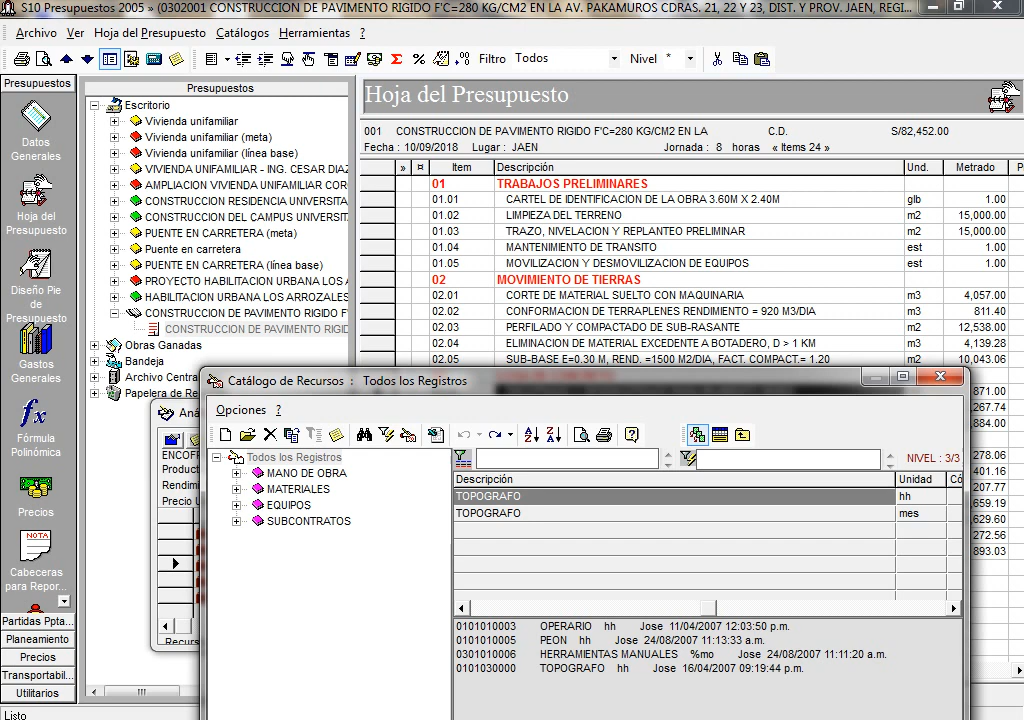 S10 Presupuestos 2005 » (0302001 CONSTRUCCION DE PAVIMENTO RIGIDO F'C=280 KG/CM2 EN LA AV. PAKAMUROS CDRAS. 21, 22 Y 23, DIST. Y PROV. JAEN, REGI...
Archivo Ver Hoja del Presupuesto Catálogos Herramientas ?
Filtro Todos Nivel *
Presupuestos
Datos
Generales
Hoja del
Presupuesto
Diseño Pie
de
Presupuesto
Gastos
Generales
Fórmula
Polinómica
Precios
NOTA
Cabeceras
para Repor...
Partidas Ppta...
Planeamiento
Precios
Transportabil...
Utilitarios
Listo
Presupuestos
Escritorio
Vivienda unifamiliar
Vivienda unifamiliar (meta)
Vivienda unifamiliar (línea base)
VIVIENDA UNIFAMILIAR - ING. CESAR DIAZ
AMPLIACION VIVIENDA UNIFAMILIAR COR
CONSTRUCCION RESIDENCIA UNIVERSITA
CONSTRUCCION DEL CAMPUS UNIVERSIT
PUENTE EN CARRETERA (meta)
Puente en carretera
PUENTE EN CARRETERA (línea base)
PROYECTO HABILITACION URBANA LOS A
HABILITACION URBANA LOS ARROZALES
CONSTRUCCION DE PAVIMENTO RIGIDO F'
CONSTRUCCION DE PAVIMENTO RIGID
Obras Ganadas
Bandeja
Archivo Centra
Papelera de Re
Hoja del Presupuesto
001 CONSTRUCCION DE PAVIMENTO RIGIDO F'C=280 KG/CM2 EN LA C.D. S/82,452.00
Fecha : 10/09/2018 Lugar : JAEN Jornada : 8 horas « Items 24 »
» ¤ Item Descripción Und. Metrado P
01 TRABAJOS PRELIMINARES
01.01 CARTEL DE IDENTIFICACION DE LA OBRA 3.60M X 2.40M glb 1.00
01.02 LIMPIEZA DEL TERRENO m2 15,000.00
01.03 TRAZO, NIVELACION Y REPLANTEO PRELIMINAR m2 15,000.00
01.04 MANTENIMIENTO DE TRANSITO est 1.00
01.05 MOVILIZACION Y DESMOVILIZACION DE EQUIPOS est 1.00
02 MOVIMIENTO DE TIERRAS
02.01 CORTE DE MATERIAL SUELTO CON MAQUINARIA m3 4,057.00
02.02 CONFORMACION DE TERRAPLENES RENDIMIENTO = 920 M3/DIA m3 811.40
02.03 PERFILADO Y COMPACTADO DE SUB-RASANTE m2 12,538.00
02.04 ELIMINACION DE MATERIAL EXCEDENTE A BOTADERO, D > 1 KM m3 4,139.28
02.05 SUB-BASE E=0.30 M, REND. =1500 M2/DIA, FACT. COMPACT.= 1.20 m2 10,043.06
871.00
267.74
884.00
278.06
401.16
207.77
659.19
629.60
272.56
893.03
Aná
ENCOFR
Product
Rendimi
Precio U
Recurs
Catálogo de Recursos : Todos los Registros
Opciones ?
Todos los Registros
MANO DE OBRA
MATERIALES
EQUIPOS
SUBCONTRATOS
NIVEL : 3/3
Descripción Unidad Có
TOPOGRAFO hh
TOPOGRAFO mes
0101010003 OPERARIO hh Jose 11/04/2007 12:03:50 p.m.
0101010005 PEON hh Jose 24/08/2007 11:13:33 a.m.
0301010006 HERRAMIENTAS MANUALES %mo Jose 24/08/2007 11:11:20 a.m.
0101030000 TOPOGRAFO hh Jose 16/04/2007 09:19:44 p.m.